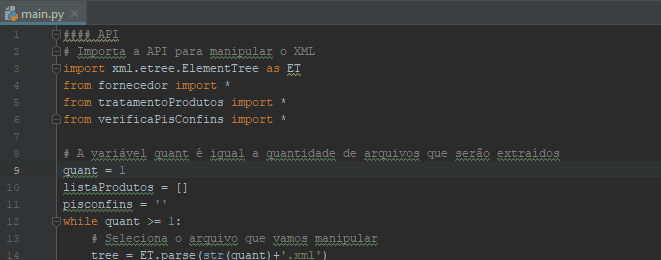 main.py
1 #### API
2 # Importa a API para manipular o XML
3 import xml.etree.ElementTree as ET
4 from fornecedor import *
5 from tratamentoProdutos import *
6 from verificaPisConfins import *
7
8 # A variável quant é igual a quantidade de arquivos que serão extraídos
9 quant = 1
10 listaProdutos = []
11 pisconfins = ''
12 while quant >= 1:
13 # Seleciona o arquivo que vamos manipular
14 tree = ET.parse(str(quant)+'.xml')